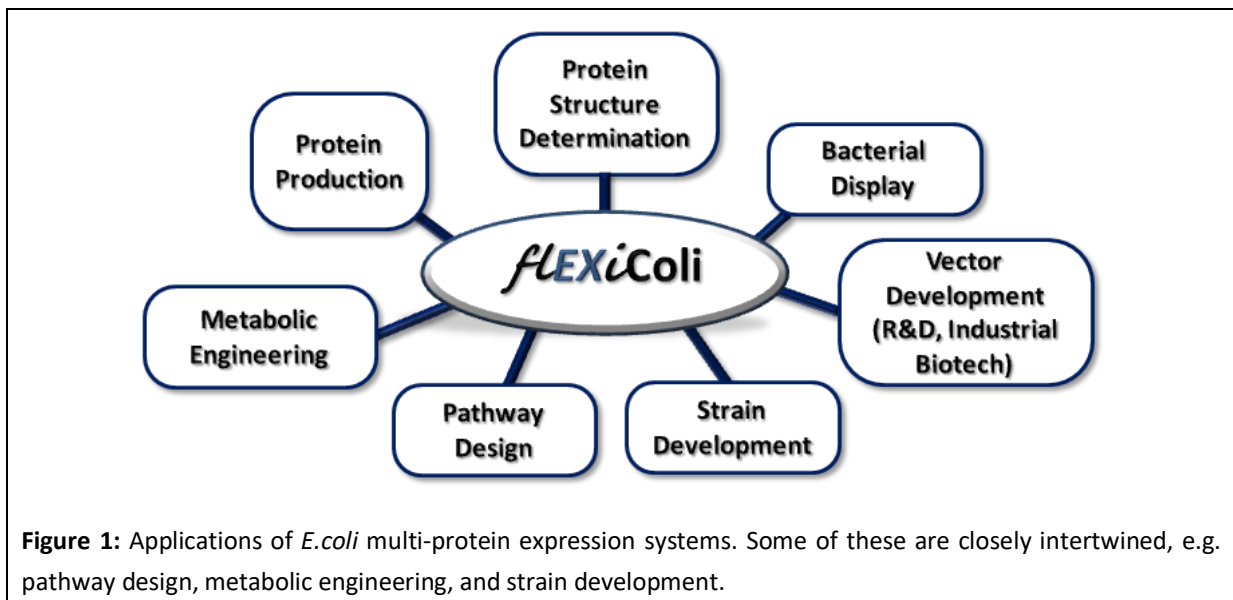 Protein
Structure
Determination
Protein
Production
Bacterial
Display
flEXiColi
Vector
Development
(R&D, Industrial
Biotech)
Metabolic
Engineering
Pathway
Design
Strain
Development
Figure 1: Applications of E.coli multi-protein expression systems. Some of these are closely intertwined, e.g.
pathway design, metabolic engineering, and strain development.